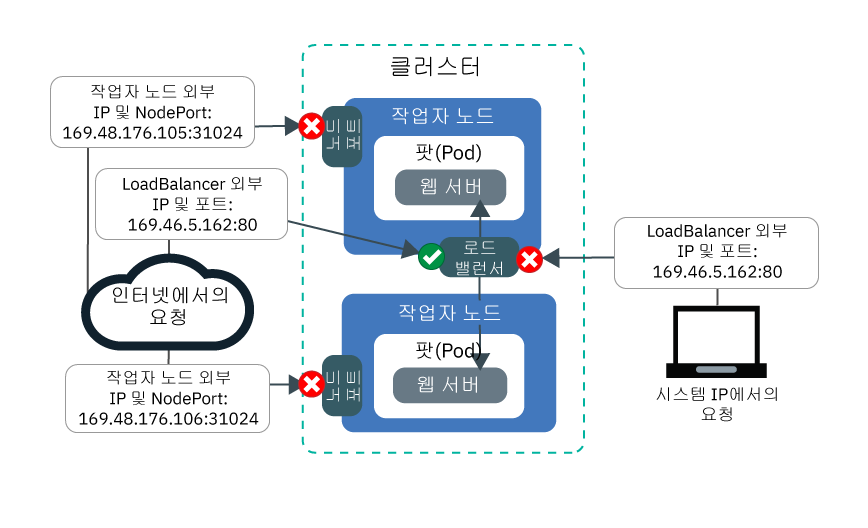 클러스터
작업자 노드 외부
IP 및 NodePort:
169.48.176.105:31024
노드
포트
작업자 노드
팟(Pod)
웹 서버
LoadBalancer 외부
IP 및 포트:
169.46.5.162:80
로드
밸런서
LoadBalancer 외부
IP 및 포트:
169.46.5.162:80
인터넷에서의
요청
작업자 노드
팟(Pod)
웹 서버
노드
포트
작업자 노드 외부
IP 및 NodePort:
169.48.176.106:31024
시스템 IP에서의
요청